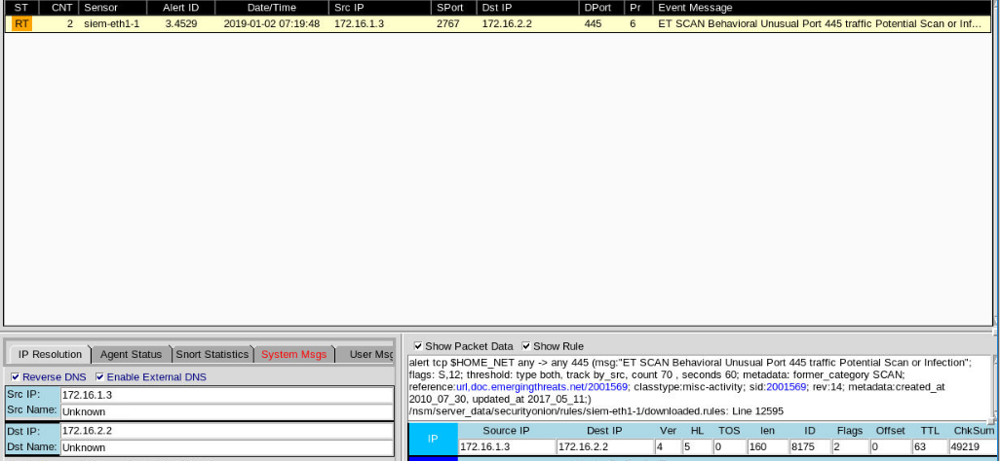 ST CNT Sensor Alert ID Date/Time Src IP SPort Dst IP DPort Pr Event Message
RT 2 siem-eth1-1 3.4529 2019-01-02 07:19:48 172.16.1.3 2767 172.16.2.2 445 6 ET SCAN Behavioral Unusual Port 445 traffic Potential Scan or Inf...
IP Resolution Agent Status Snort Statistics System Msgs User Msg
Reverse DNS Enable External DNS
Src IP: 172.16.1.3
Src Name: Unknown
Dst IP: 172.16.2.2
Dst Name: Unknown
Show Packet Data Show Rule
alert tcp $HOME_NET any -> any 445 (msg:"ET SCAN Behavioral Unusual Port 445 traffic Potential Scan or Infection";
flags: S,12; threshold: type both, track by_src, count 70 , seconds 60; metadata: former_category SCAN;
reference:url,doc.emergingthreats.net/2001569; classtype:misc-activity; sid:2001569; rev:14; metadata:created_at
2010_07_30, updated_at 2017_05_11;)
/nsm/server_data/securityonion/rules/siem-eth1-1/downloaded.rules: Line 12595
IP Source IP Dest IP Ver HL TOS len ID Flags Offset TTL ChkSum
172.16.1.3 172.16.2.2 4 5 0 160 8175 2 0 63 49219